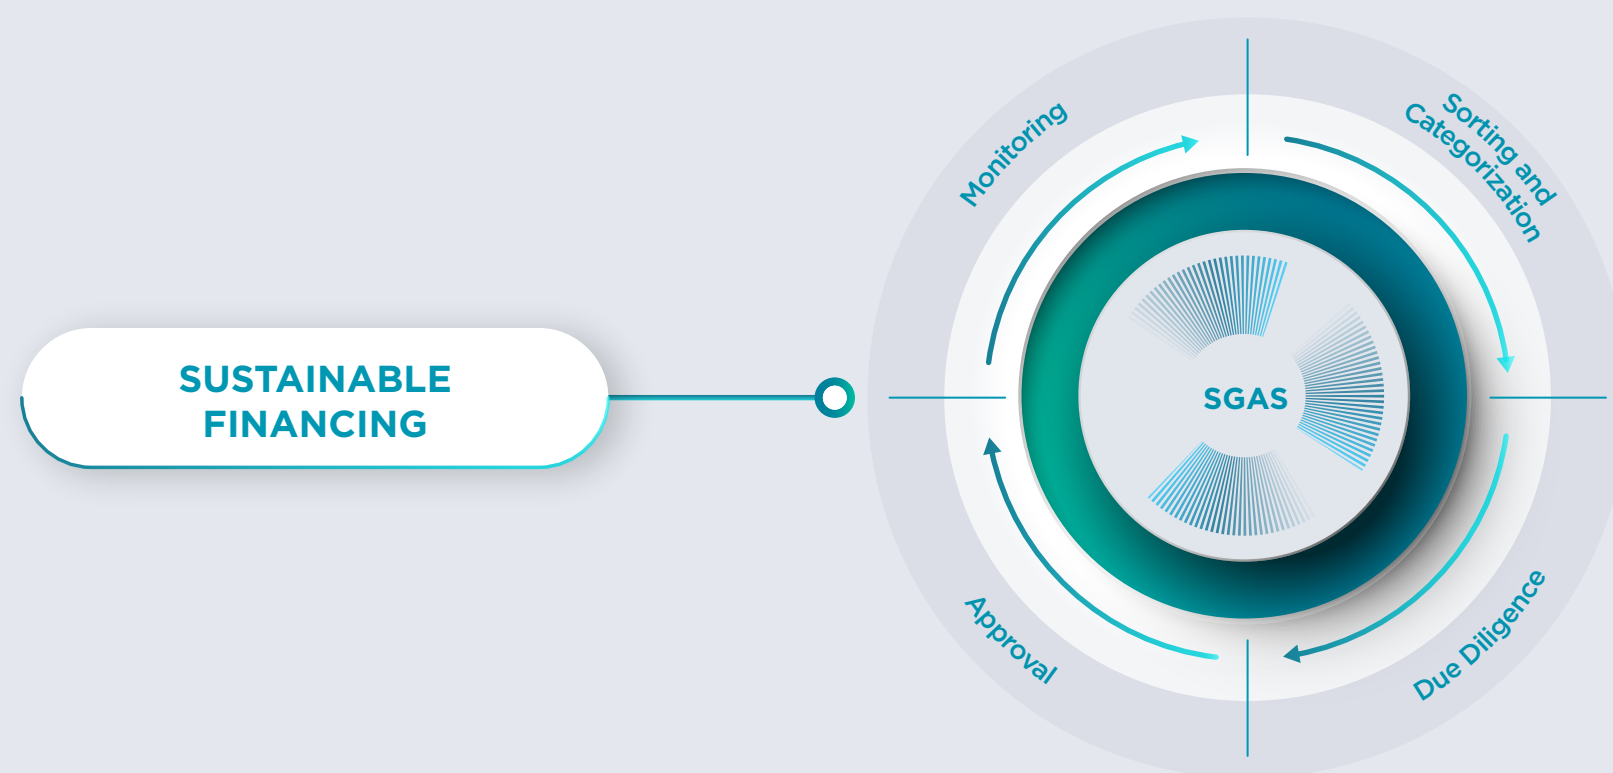 SUSTAINABLE
FINANCING
Monitoring
Sorting and
Categorization
SGAS
Approval
Due Diligence